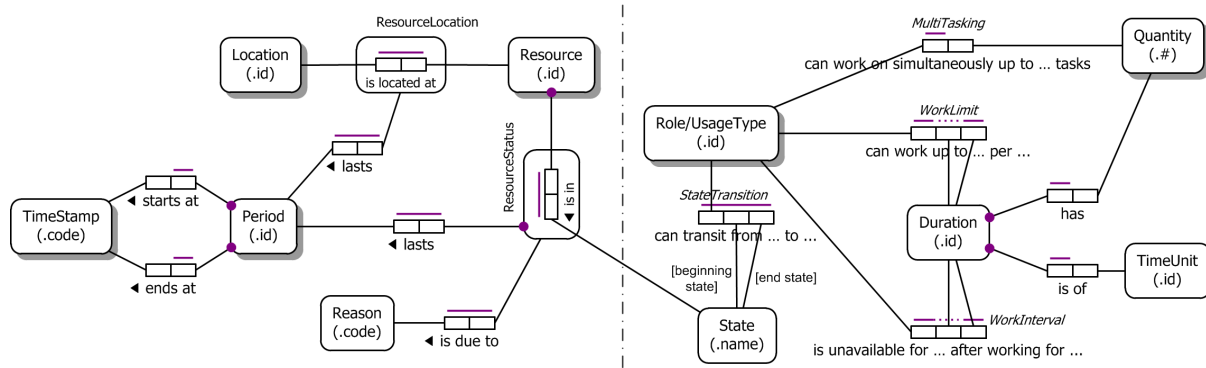 ResourceLocation
Location
(.id)
is located at
Resource
(.id)
◄ lasts
ResourceStatus
◄ is in
TimeStamp
(.code)
◄ starts at
◄ ends at
Period
(.id)
◄ lasts
Reason
(.code)
◄ is due to
MultiTasking
can work on simultaneously up to ... tasks
Quantity
(.#)
Role/UsageType
(.id)
WorkLimit
can work up to ... per ...
StateTransition
can transit from ... to ...
[beginning
state]
[end state]
State
(.name)
Duration
(.id)
has
is of
TimeUnit
(.id)
WorkInterval
is unavailable for ... after working for ...